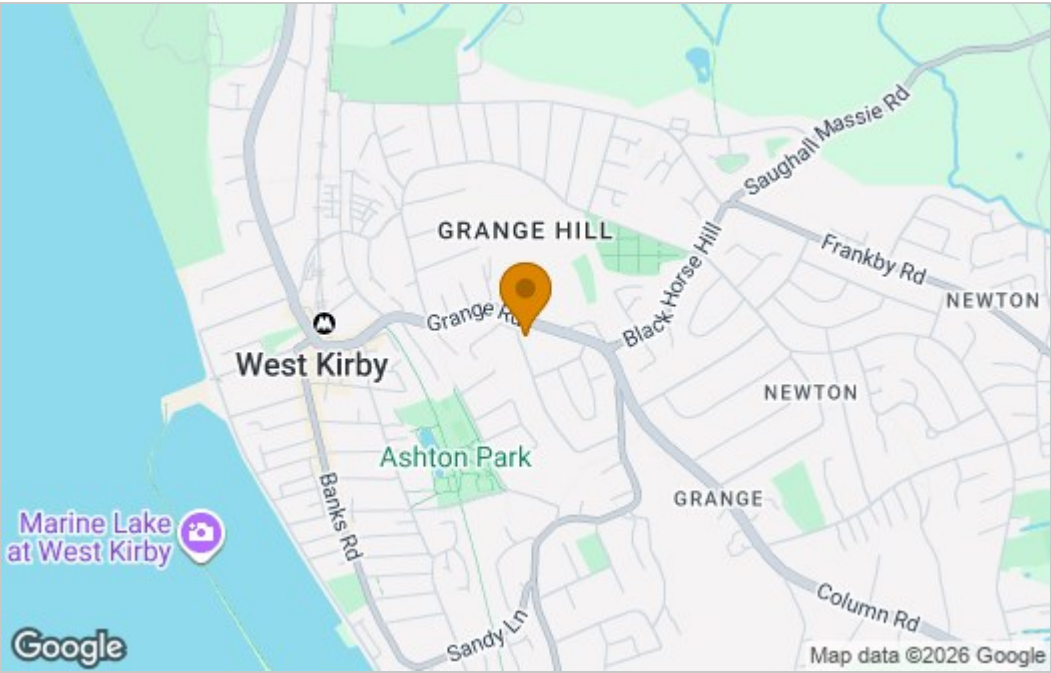 Saughall Massie Rd
GRANGE HILL
Black Horse Hill
Frankby Rd
NEWTON
Grange Rd
West Kirby
NEWTON
Ashton Park
Banks Rd
GRANGE
Marine Lake
at West Kirby
Column Rd
Sandy Ln
Google
Map data ©2026 Google